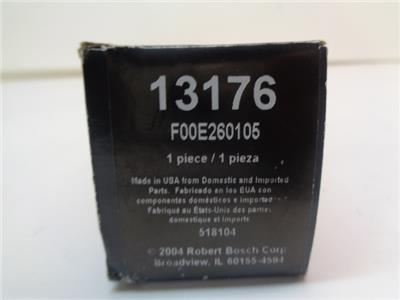 13176
F00E260105
1 piece / 1 pieza
Made in USA from Domestic and Imported
Parts. Fabricado en los EUA con
componentes domésticos e importados
Fabriqué au États-Unis des parties
domestique et importe
518104
© 2004 Robert Bosch Corp
Broadview, IL 60155-4594